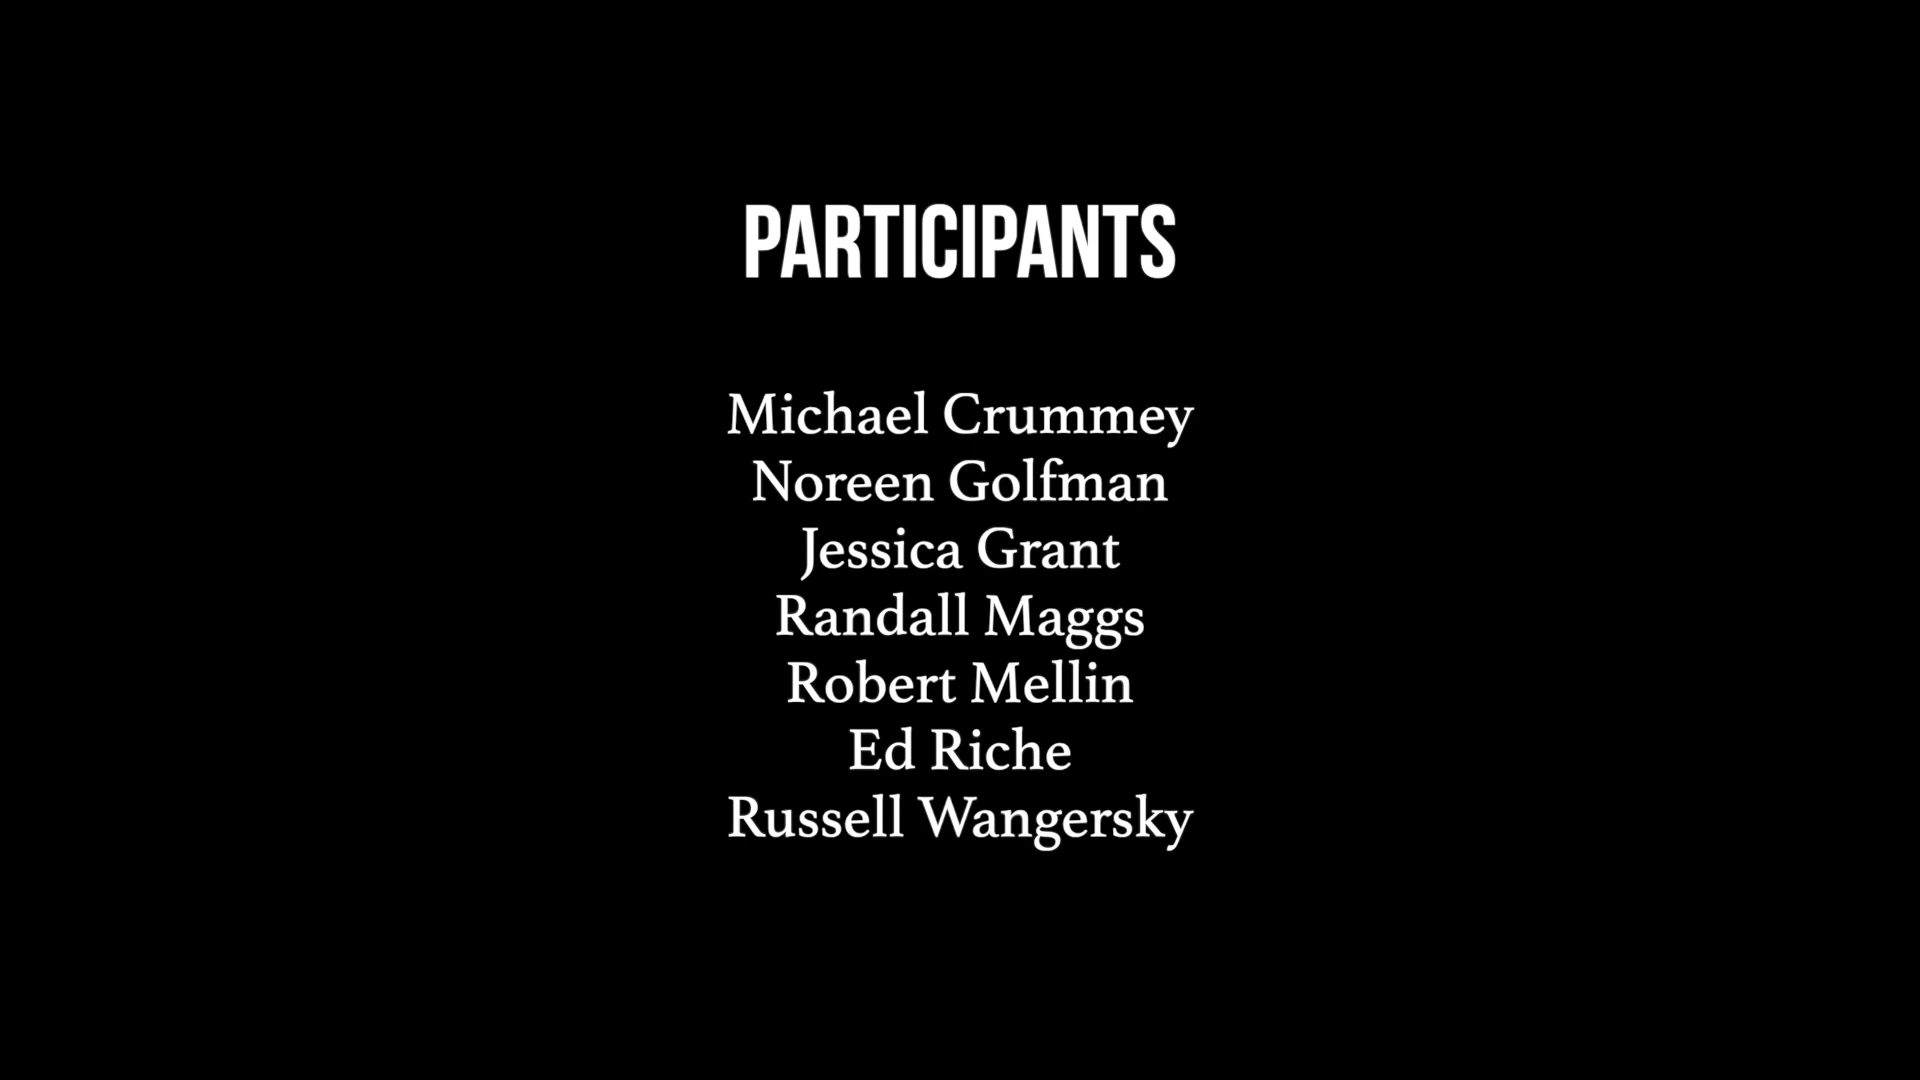 PARTICIPANTS
Michael Crummey
Noreen Golfman
Jessica Grant
Randall Maggs
Robert Mellin
Ed Riche
Russell Wangersky